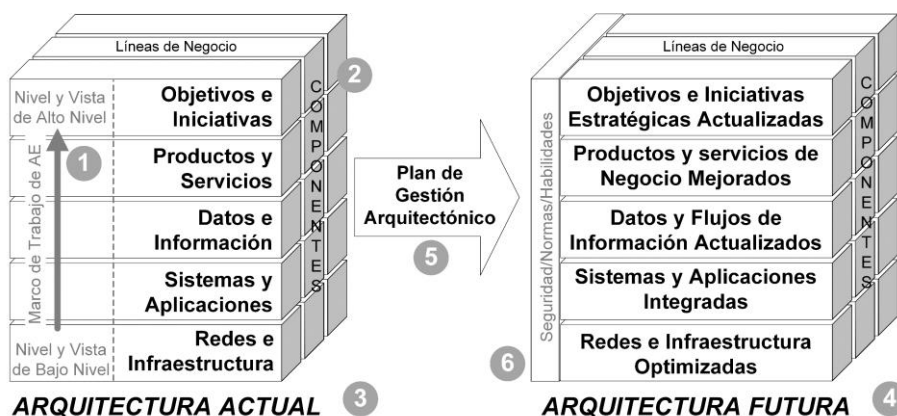 Líneas de Negocio
COMPONENTES
2
Nivel y Vista
de Alto Nivel
Marco de Trabajo de AE
1
Nivel y Vista
de Bajo Nivel
Objetivos e
Iniciativas
Productos y
Servicios
Datos e
Información
Sistemas y
Aplicaciones
Redes e
Infraestructura
ARQUITECTURA ACTUAL
3
Plan de
Gestión
Arquitectónico
5
Líneas de Negocio
COMPONENTES
Seguridad/Normas/Habilidades
6
Objetivos e Iniciativas
Estratégicas Actualizadas
Productos y servicios de
Negocio Mejorados
Datos y Flujos de
Información Actualizados
Sistemas y Aplicaciones
Integradas
Redes e Infraestructura
Optimizadas
ARQUITECTURA FUTURA
4